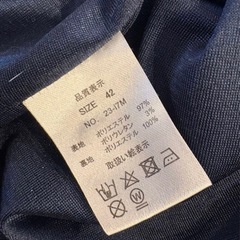 品質表示
SIZE 42
NO. 23-17M
表地 ポリエステル 97%
ポリウレタン 3%
裏地 ポリエステル
取扱い絵表示